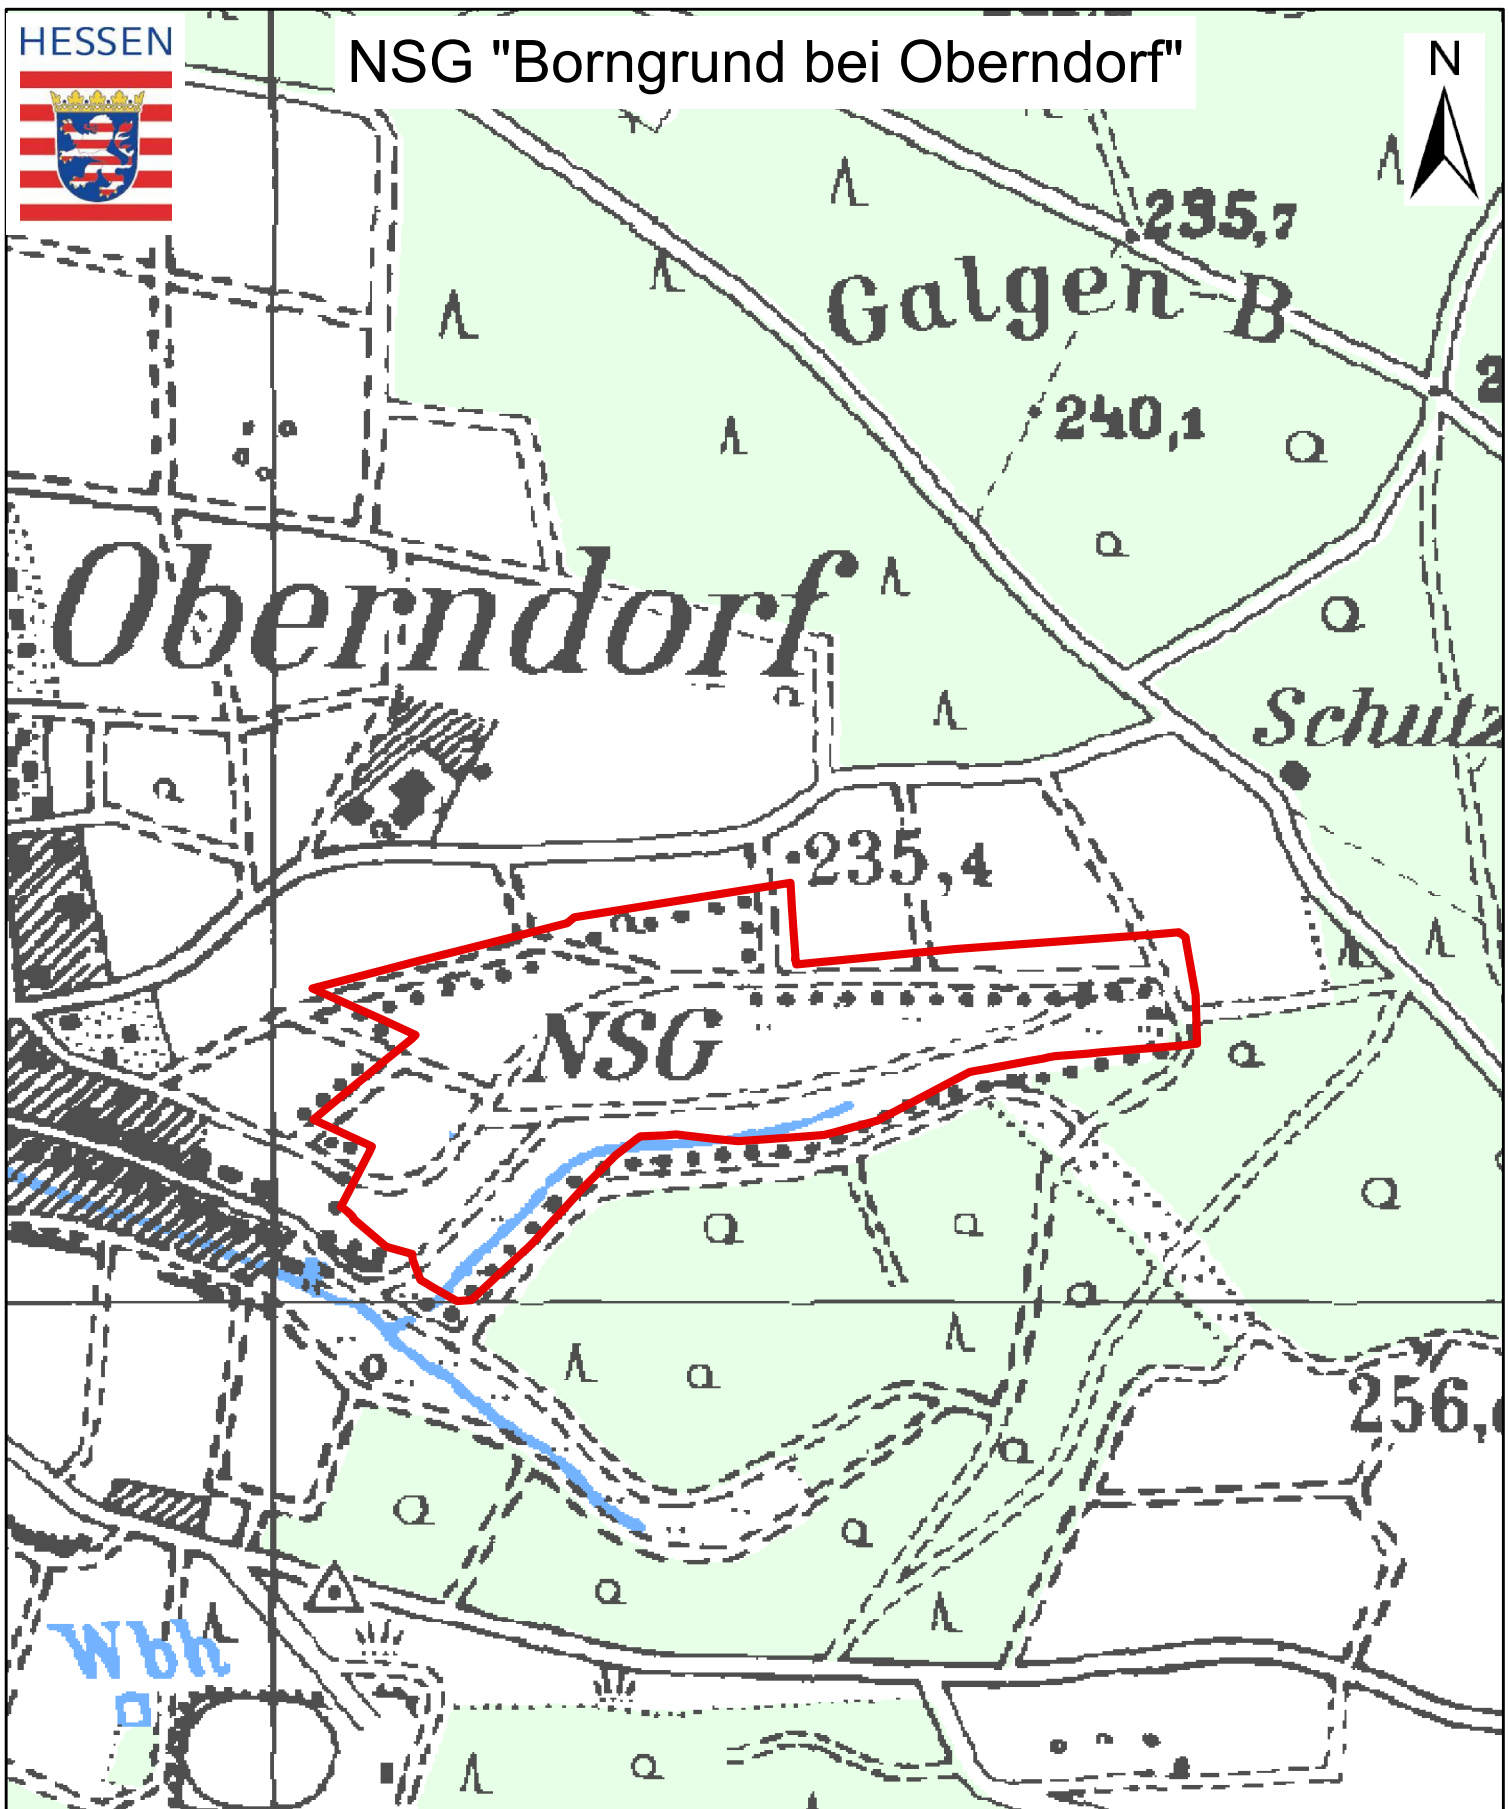 HESSEN
NSG "Borngrund bei Oberndorf"
N
235,7
Galgen-B
240,1
Oberndorf
Schutz
235,4
NSG
256,
Wbh